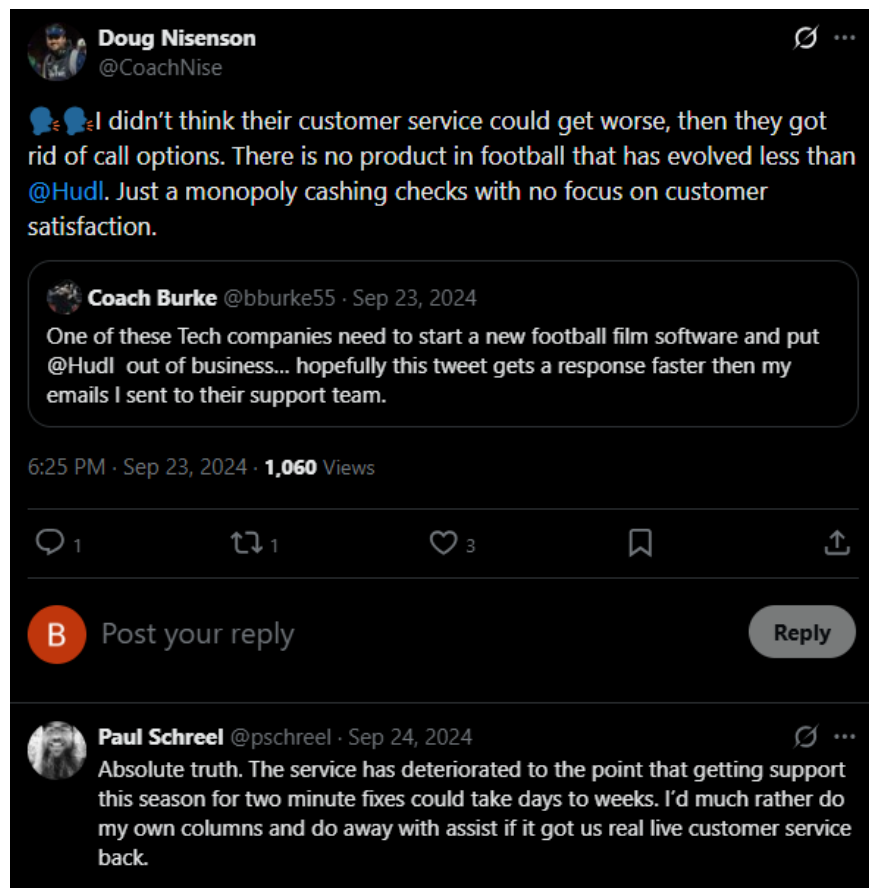 Doug Nisenson
@CoachNise
🗣️🗣️I didn't think their customer service could get worse, then they got
rid of call options. There is no product in football that has evolved less than
@Hudl. Just a monopoly cashing checks with no focus on customer
satisfaction.
Coach Burke @bburke55 · Sep 23, 2024
One of these Tech companies need to start a new football film software and put
@Hudl  out of business... hopefully this tweet gets a response faster then my
emails I sent to their support team.
6:25 PM · Sep 23, 2024 · 1,060 Views
1 1 3
B Post your reply Reply
Paul Schreel @pschreel · Sep 24, 2024
Absolute truth. The service has deteriorated to the point that getting support
this season for two minute fixes could take days to weeks. I´d much rather do
my own columns and do away with assist if it got us real live customer service
back.